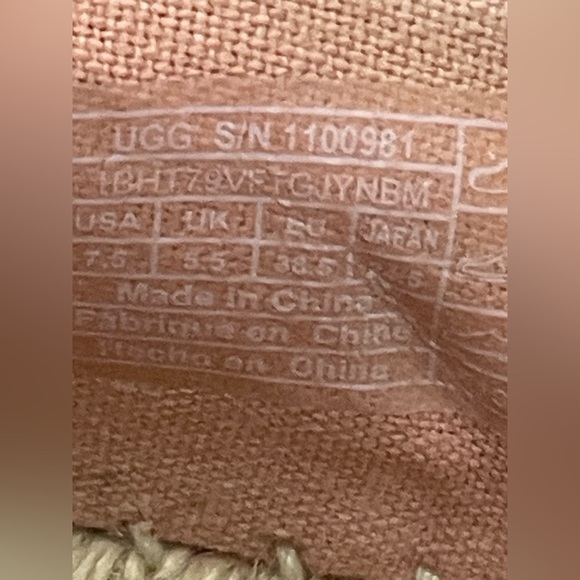 UGG S/N 1100981
USA UK EU JAPAN
7.5 5.5 38.5
Made in China
Fabriqué en Chine
Hecho en China